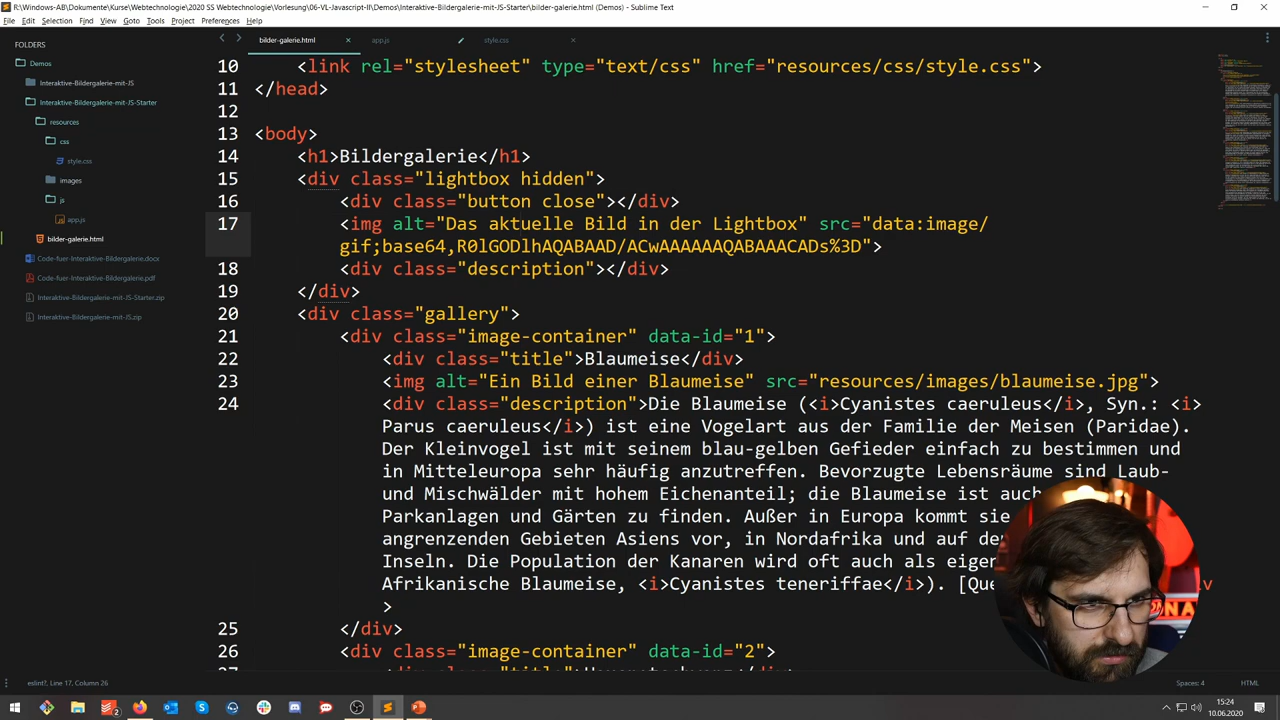 R:\Windows-AB\Dokumente\Kurse\Webtechnologie\2020 SS Webtechnologie\Vorlesung\06-VL-Javascript-II\Demos\Interaktive-Bildergalerie-mit-JS-Starter\bilder-galerie.html (Demos) - Sublime Text
File Edit Selection Find View Goto Tools Project Preferences Help
FOLDERS
Demos
Interaktive-Bildergalerie-mit-JS
Interaktive-Bildergalerie-mit-JS-Starter
resources
css
style.css
images
js
app.js
bilder-galerie.html
Code-fuer-Interaktive-Bildergalerie.docx
Code-fuer-Interaktive-Bildergalerie.pdf
Interaktive-Bildergalerie-mit-JS-Starter.zip
Interaktive-Bildergalerie-mit-JS.zip
bilder-galerie.html app.js style.css
10 <link rel="stylesheet" type="text/css" href="resources/css/style.css">
11 </head>
12
13 <body>
14 <h1>Bildergalerie</h1>
15 <div class="lightbox hidden">
16 <div class="button close"></div>
17 <img alt="Das aktuelle Bild in der Lightbox" src="data:image/
gif;base64,R0lGODlhAQABAAD/ACwAAAAAAQABAAACADs%3D">
18 <div class="description"></div>
19 </div>
20 <div class="gallery">
21 <div class="image-container" data-id="1">
22 <div class="title">Blaumeise</div>
23 <img alt="Ein Bild einer Blaumeise" src="resources/images/blaumeise.jpg">
24 <div class="description">Die Blaumeise (<i>Cyanistes caeruleus</i>, Syn.: <i>
Parus caeruleus</i>) ist eine Vogelart aus der Familie der Meisen (Paridae).
Der Kleinvogel ist mit seinem blau-gelben Gefieder einfach zu bestimmen und
in Mitteleuropa sehr häufig anzutreffen. Bevorzugte Lebensräume sind Laub-
und Mischwälder mit hohem Eichenanteil; die Blaumeise ist auch
Parkanlagen und Gärten zu finden. Außer in Europa kommt sie
angrenzenden Gebieten Asiens vor, in Nordafrika und auf
Inseln. Die Population der Kanaren wird oft auch als
Afrikanische Blaumeise, <i>Cyanistes teneriffae</i>).
>
25 </div>
26 <div class="image-container" data-id="2">
eslint?, Line 17, Column 26 Spaces: 4 HTML
15:24
10.06.2020